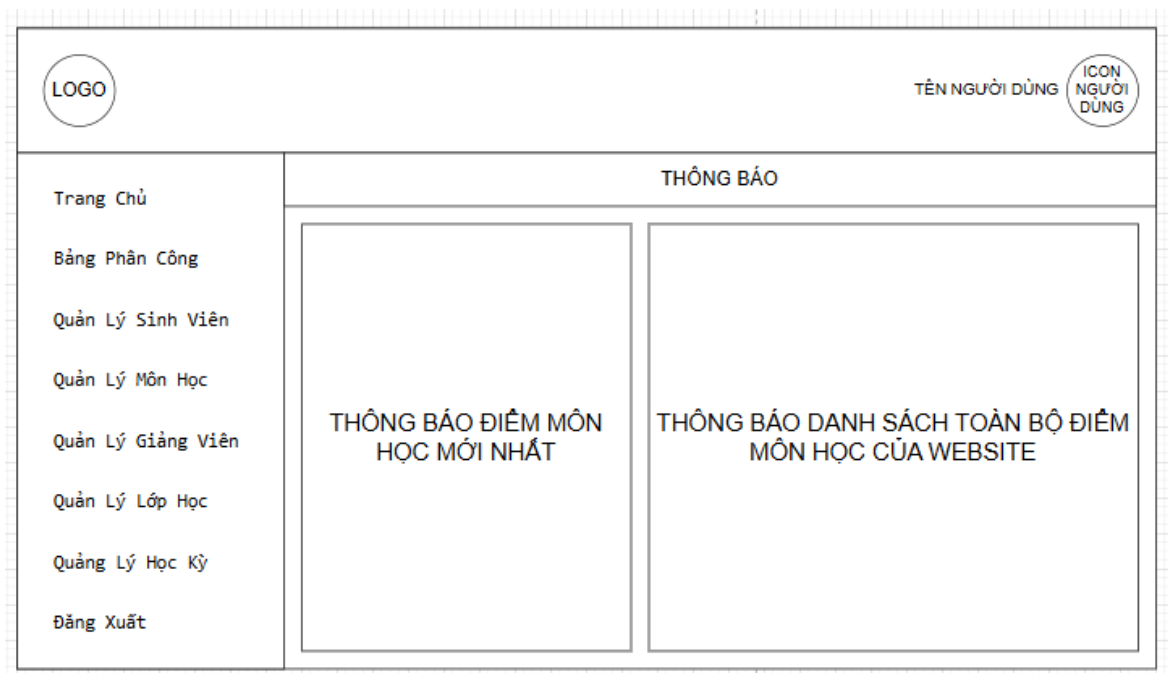 LOGO
TÊN NGƯỜI DÙNG
ICON
NGƯỜI
DÙNG
Trang Chủ
Bảng Phân Công
Quản Lý Sinh Viên
Quản Lý Môn Học
Quản Lý Giảng Viên
Quản Lý Lớp Học
Quảng Lý Học Kỳ
Đăng Xuất
THÔNG BÁO
THÔNG BÁO ĐIỂM MÔN
HỌC MỚI NHẤT
THÔNG BÁO DANH SÁCH TOÀN BỘ ĐIỂM
MÔN HỌC CỦA WEBSITE